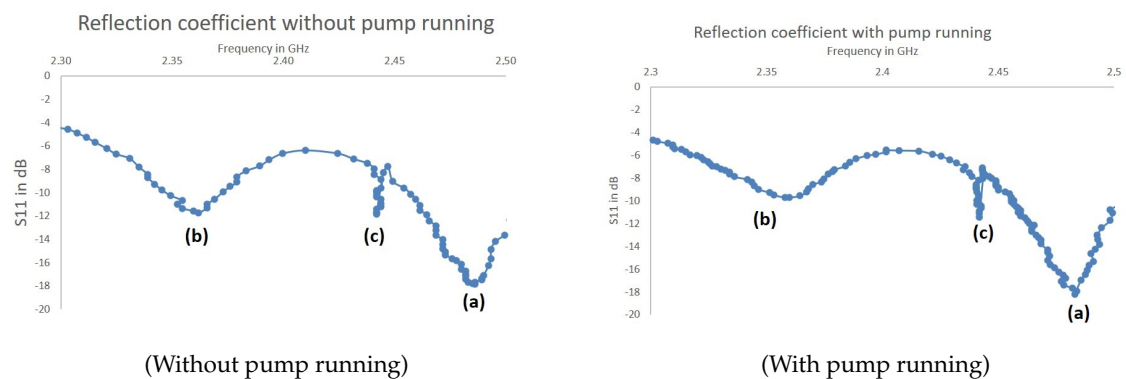 Reflection coefficient without pump running
Frequency in GHz
2.30 2.35 2.40 2.45 2.50
0
-2
-4
-6
-8
-10
-12
-14
-16
-18
-20
S11 in dB
(b)
(c)
(a)
(Without pump running)
Reflection coefficient with pump running
Frequency in GHz
2.3 2.35 2.4 2.45 2.5
0
-2
-4
-6
-8
-10
-12
-14
-16
-18
-20
S11 in dB
(b)
(c)
(a)
(With pump running)